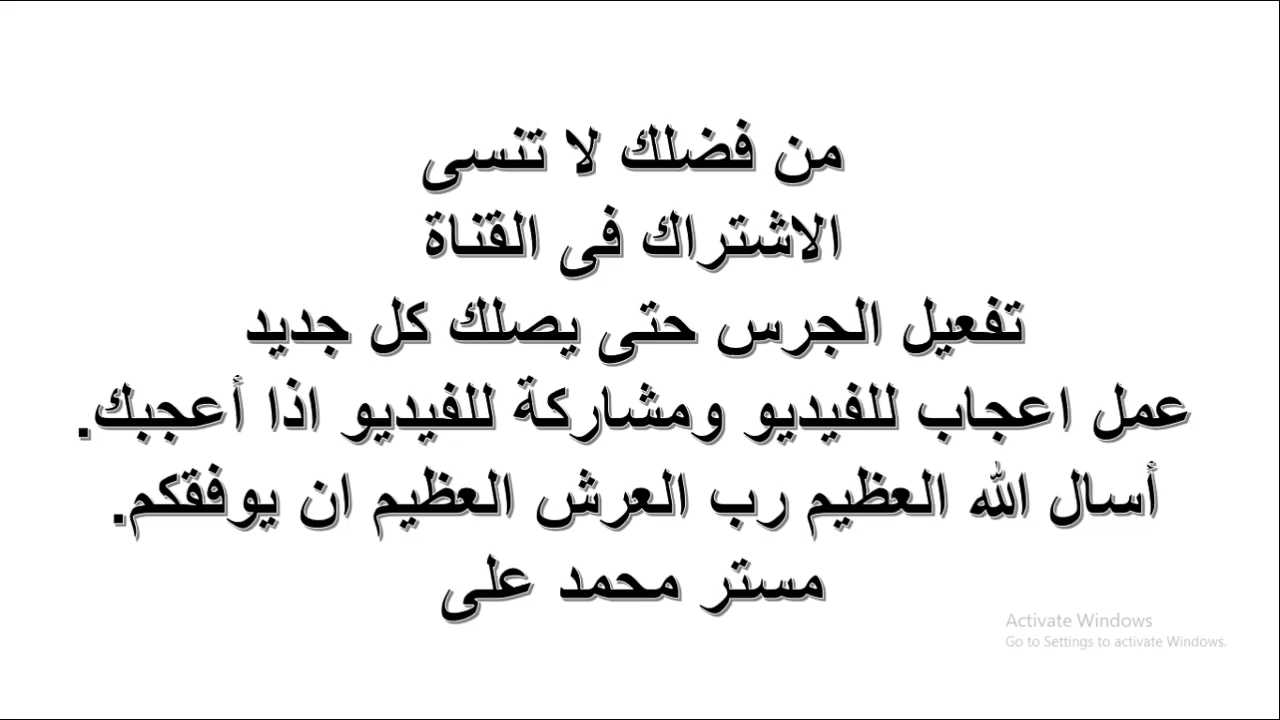 من فضلك لا تنسى
الاشتراك فى القناة
تفعيل الجرس حتى يصلك كل جديد
عمل اعجاب للفيديو ومشاركة للفيديو اذا أعجبك.
أسال الله العظيم رب العرش العظيم ان يوفقكم.
مستر محمد على
Activate Windows
Go to Settings to activate Windows.